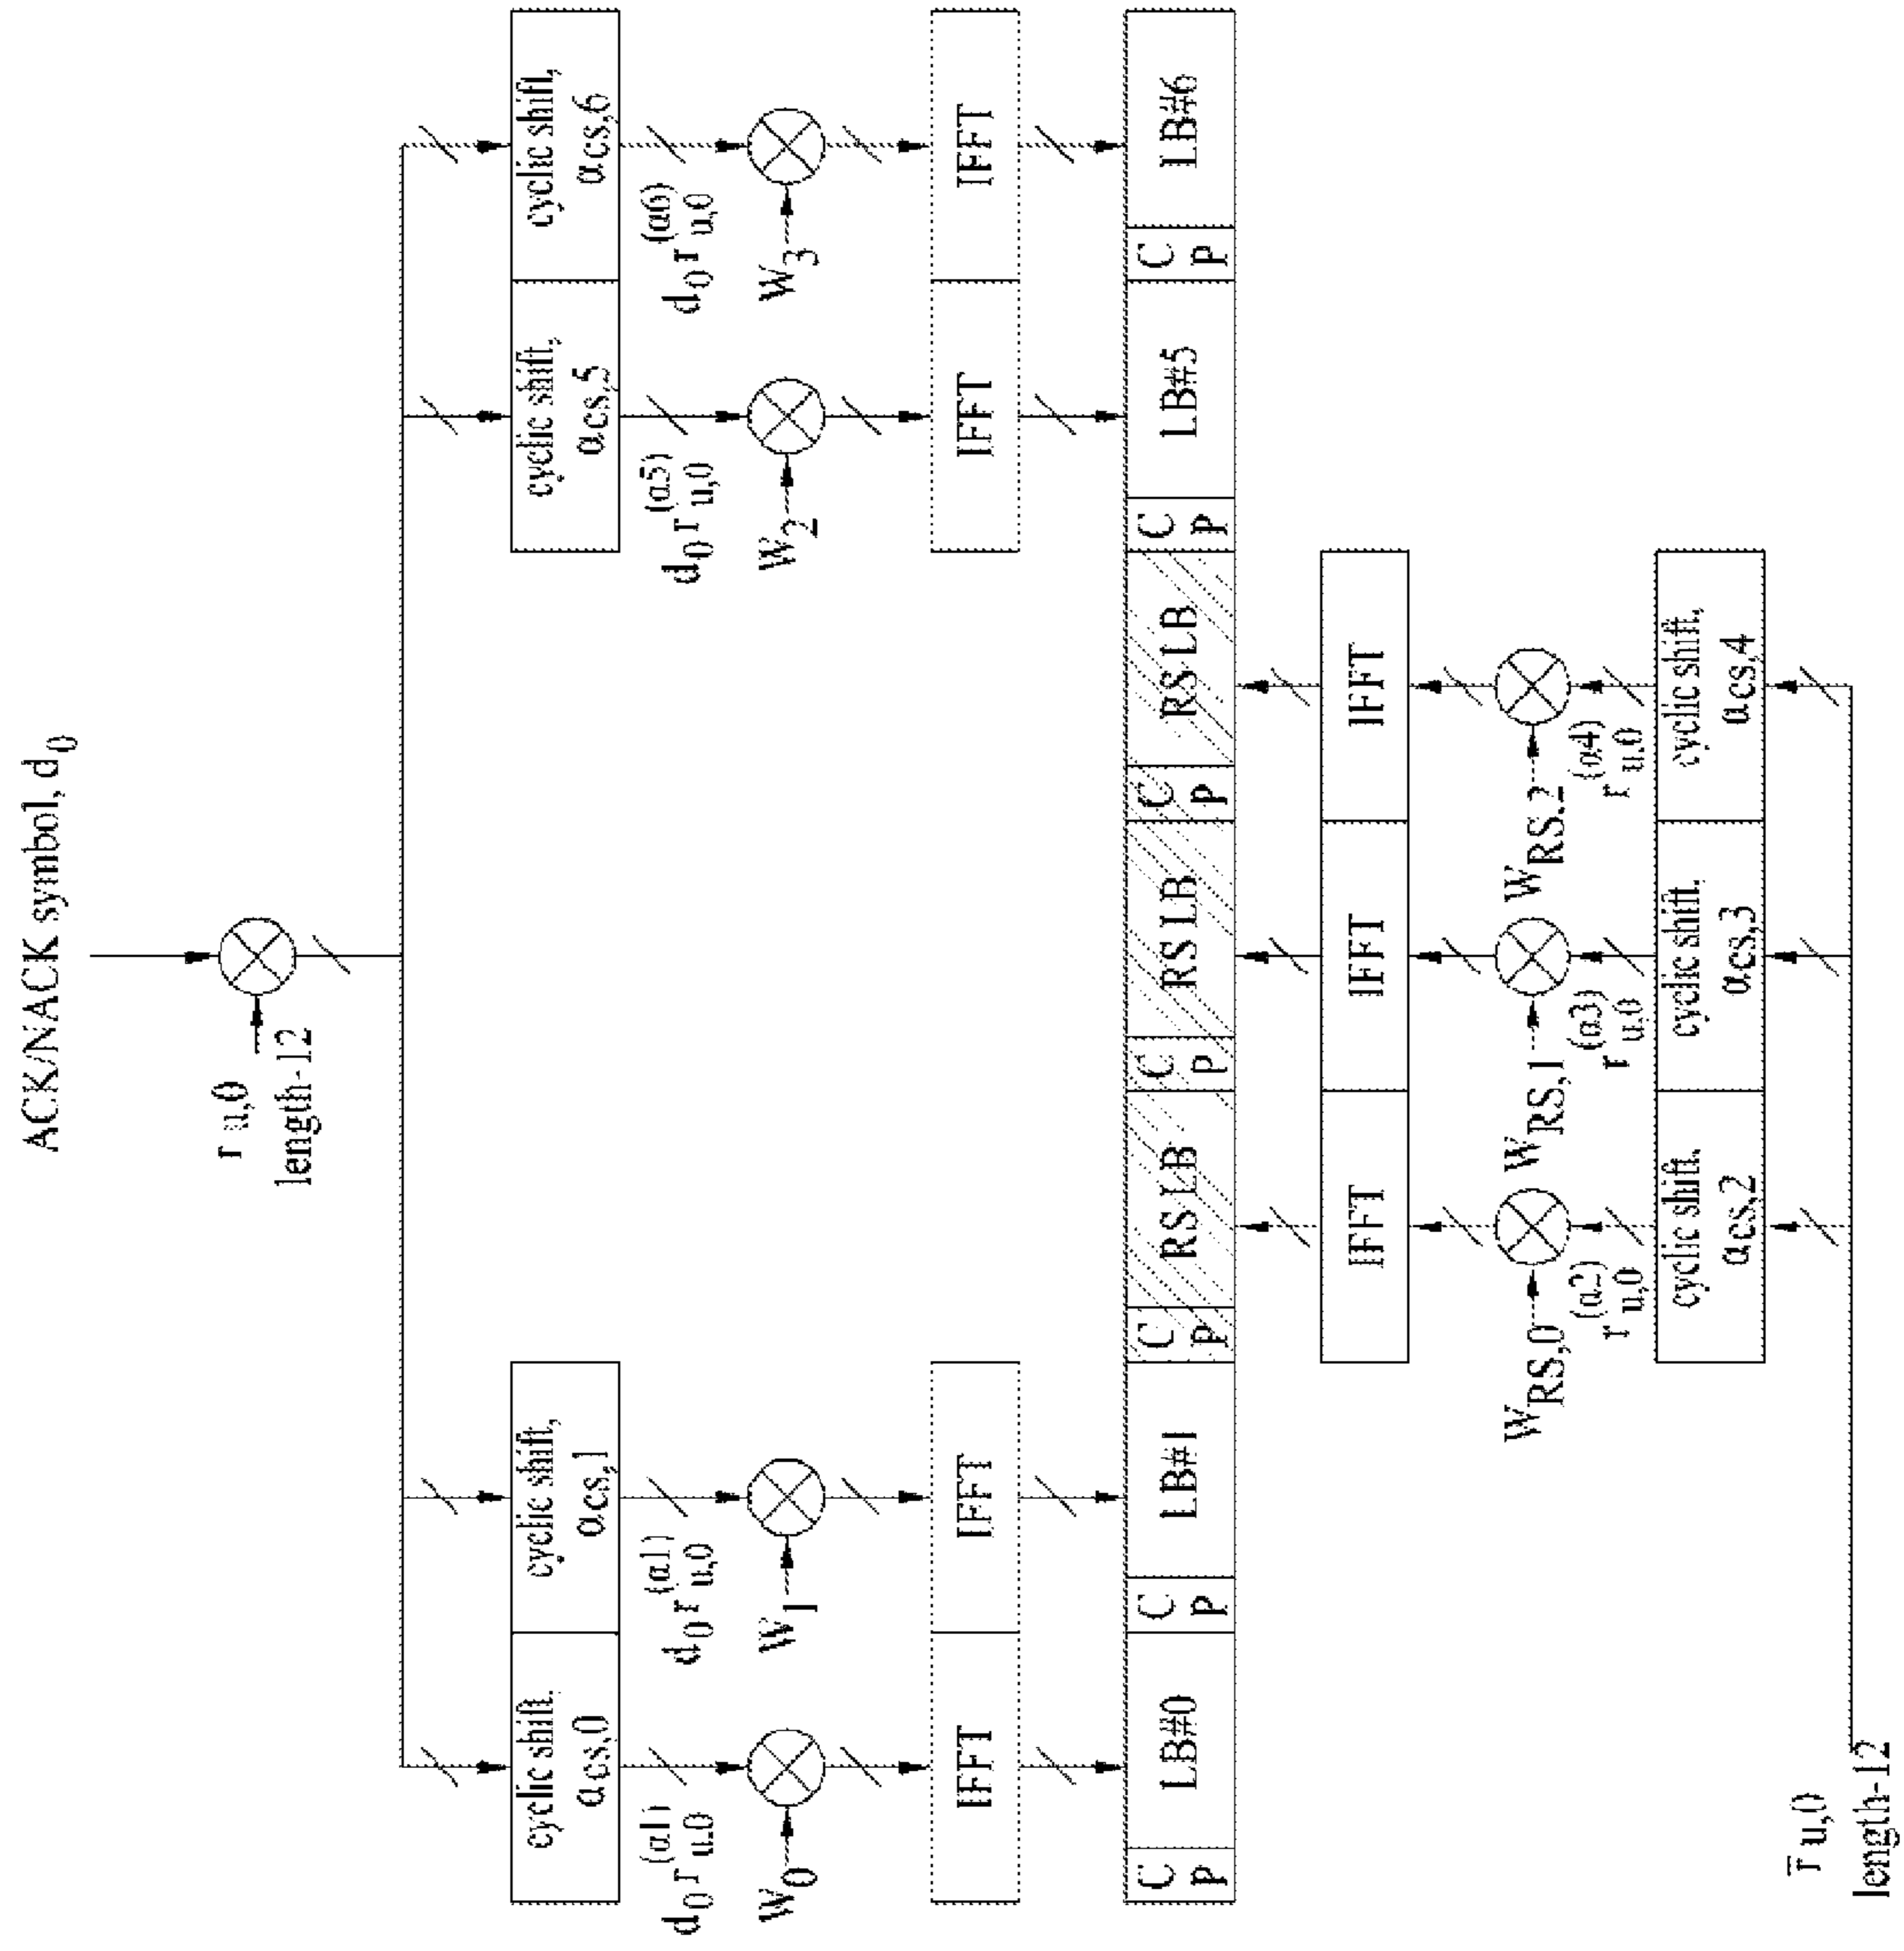 ACK/NACK symbol, d0
r u,0
length-12
cyclic shift, αcs,0
cyclic shift, αcs,1
cyclic shift, αcs,5
cyclic shift, αcs,6
d0 r u,0 (α1)
d0 r u,0 (α1)
d0 r u,0 (α5)
d0 r u,0 (α6)
W0
W1
W2
W3
IFFT
IFFT
IFFT
IFFT
CP LB#0 CP LB#1 CP RS LB CP RS LB CP RS LB CP LB#5 CP LB#6
IFFT
IFFT
IFFT
WRS,0
WRS,1
WRS,2
r u,0 (α2)
r u,0 (α3)
r u,0 (α4)
cyclic shift, αcs,2
cyclic shift, αcs,3
cyclic shift, αcs,4
r̄ u,0
length-12